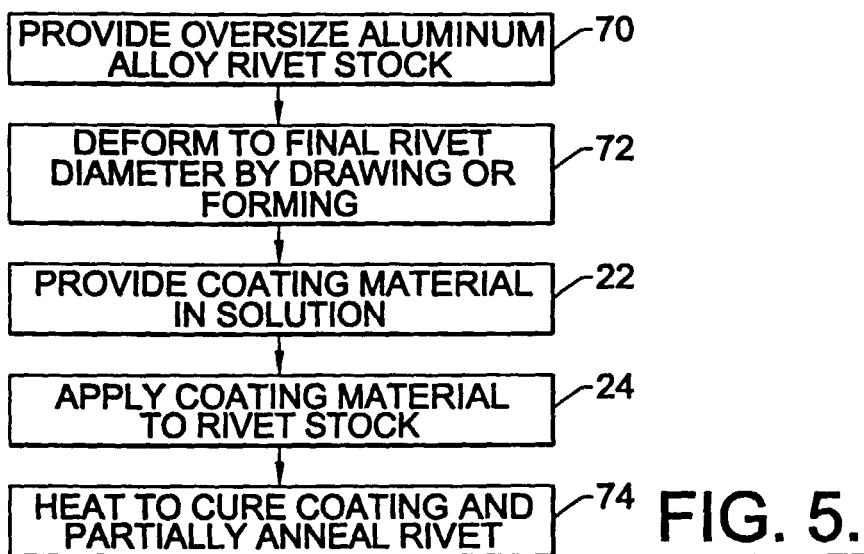 PROVIDE OVERSIZE ALUMINUM
ALLOY RIVET STOCK
70
DEFORM TO FINAL RIVET
DIAMETER BY DRAWING OR
FORMING
72
PROVIDE COATING MATERIAL
IN SOLUTION
22
APPLY COATING MATERIAL
TO RIVET STOCK
24
HEAT TO CURE COATING AND
PARTIALLY ANNEAL RIVET
74
FIG. 5.